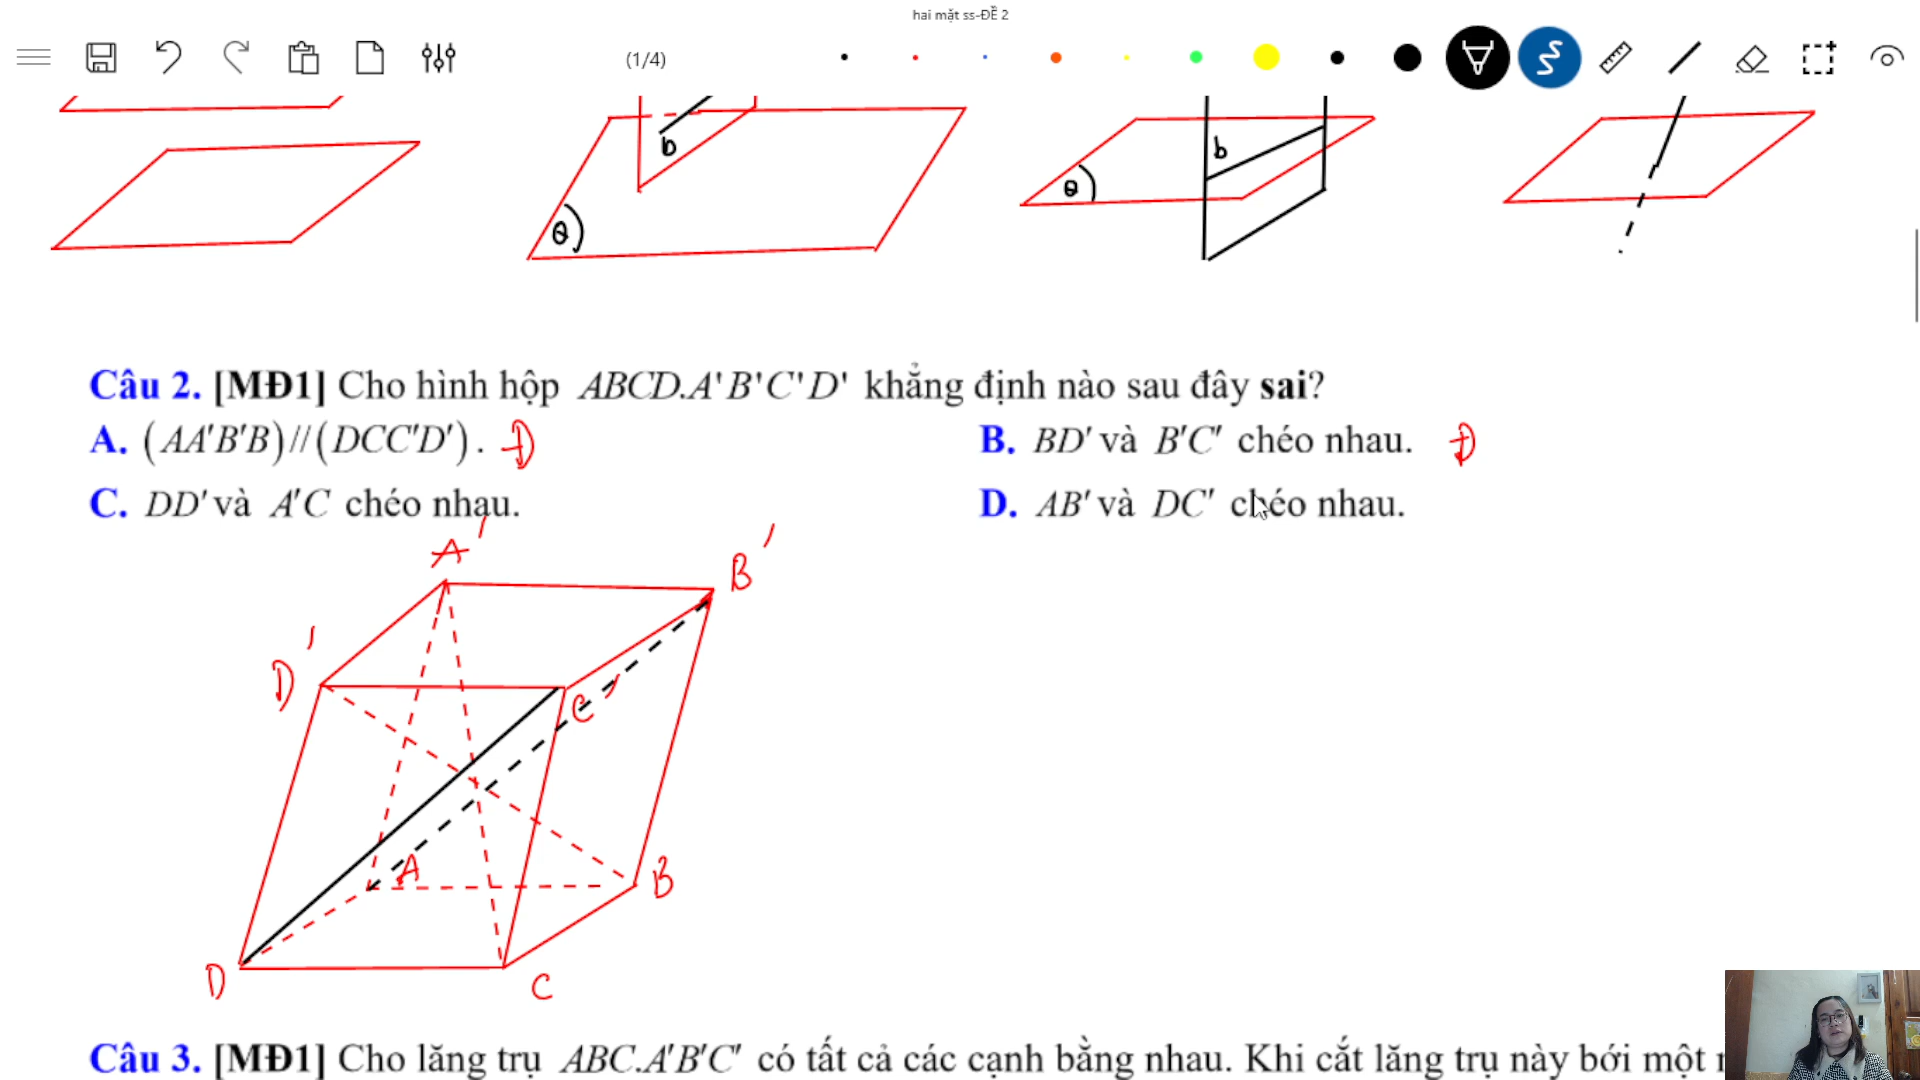 hai mặt ss-ĐỀ 2
(1/4)
b
Q
b
Q
Câu 2. [MĐ1] Cho hình hộp ABCD.A'B'C'D' khẳng định nào sau đây sai?
A. (AA'B'B)//(DCC'D'). Đ
B. BD' và B'C' chéo nhau. Đ
C. DD' và A'C chéo nhau.
D. AB' và DC' chéo nhau.
A'
B'
D'
C'
A
B
D
C
Câu 3. [MĐ1] Cho lăng trụ ABC.A'B'C' có tất cả các cạnh bằng nhau. Khi cắt lăng trụ này bởi một